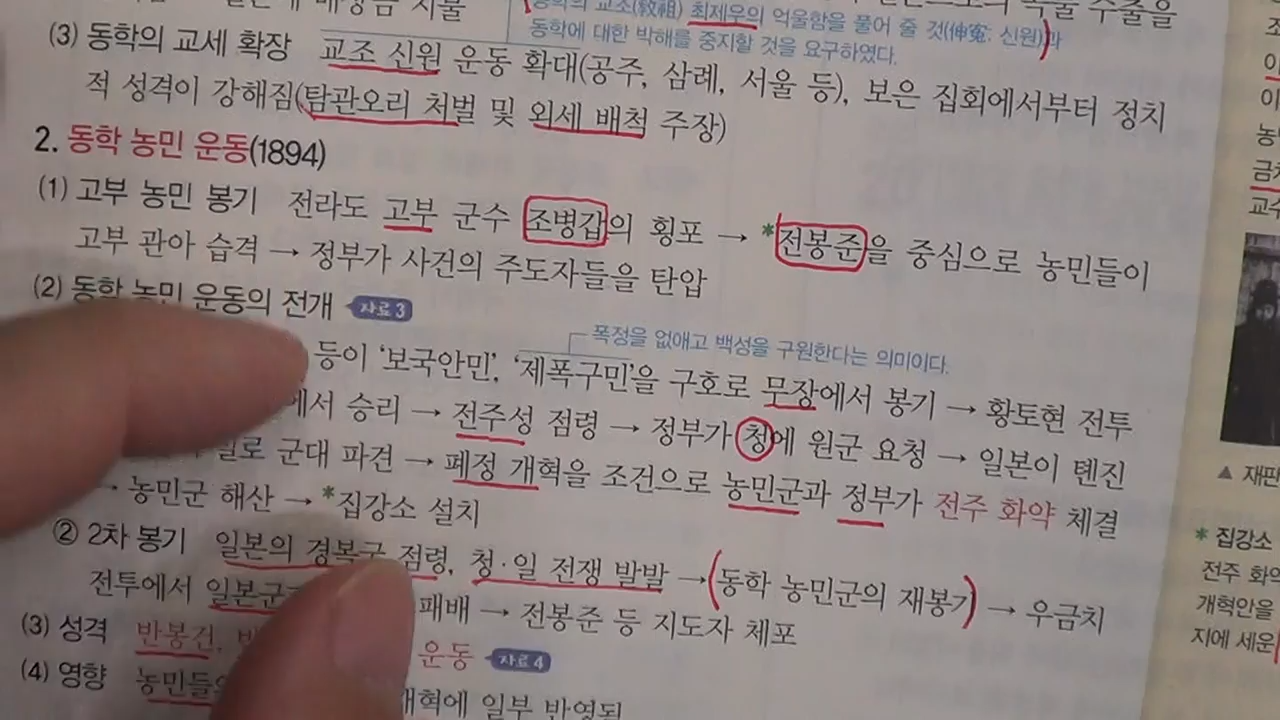 지불
수출을
동학의 교조(敎祖) 최제우의 억울함을 풀어 줄 것(伸冤: 신원)과
동학에 대한 박해를 중지할 것을 요구하였다.
(3) 동학의 교세 확장 교조 신원 운동 확대(공주, 삼례, 서울 등), 보은 집회에서부터 정치
적 성격이 강해짐(탐관오리 처벌 및 외세 배척 주장)
2. 동학 농민 운동(1894)
(1) 고부 농민 봉기 전라도 고부 군수 조병갑의 횡포 → *전봉준을 중심으로 농민들이
고부 관아 습격 → 정부가 사건의 주도자들을 탄압
(2) 동학 농민 운동의 전개 자료 3
폭정을 없애고 백성을 구원한다는 의미이다.
등이 ‘보국안민’, ‘제폭구민’을 구호로 무장에서 봉기 → 황토현 전투
에서 승리 → 전주성 점령 → 정부가 청에 원군 요청 → 일본이 톈진
로 군대 파견 → 폐정 개혁을 조건으로 농민군과 정부가 전주 화약 체결
→ 농민군 해산 → *집강소 설치
② 2차 봉기 일본의 경복궁 점령, 청·일 전쟁 발발 → 동학 농민군의 재봉기 → 우금치
전투에서 일본군 패배 → 전봉준 등 지도자 체포
(3) 성격 반봉건, 운동 자료 4
(4) 영향 농민들 개혁에 일부 반영됨
▲ 재판
* 집강소
전주 화약
개혁안을
지에 세운